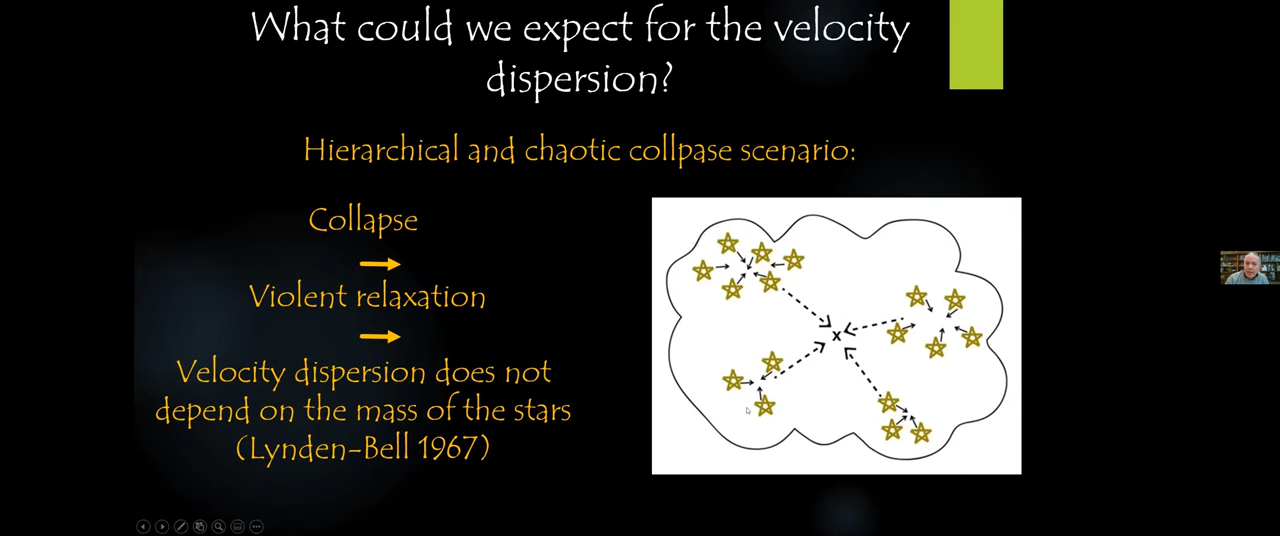 What could we expect for the velocity
dispersion?
Hierarchical and chaotic collpase scenario:
Collapse
Violent relaxation
Velocity dispersion does not
depend on the mass of the stars
(Lynden-Bell 1967)
x